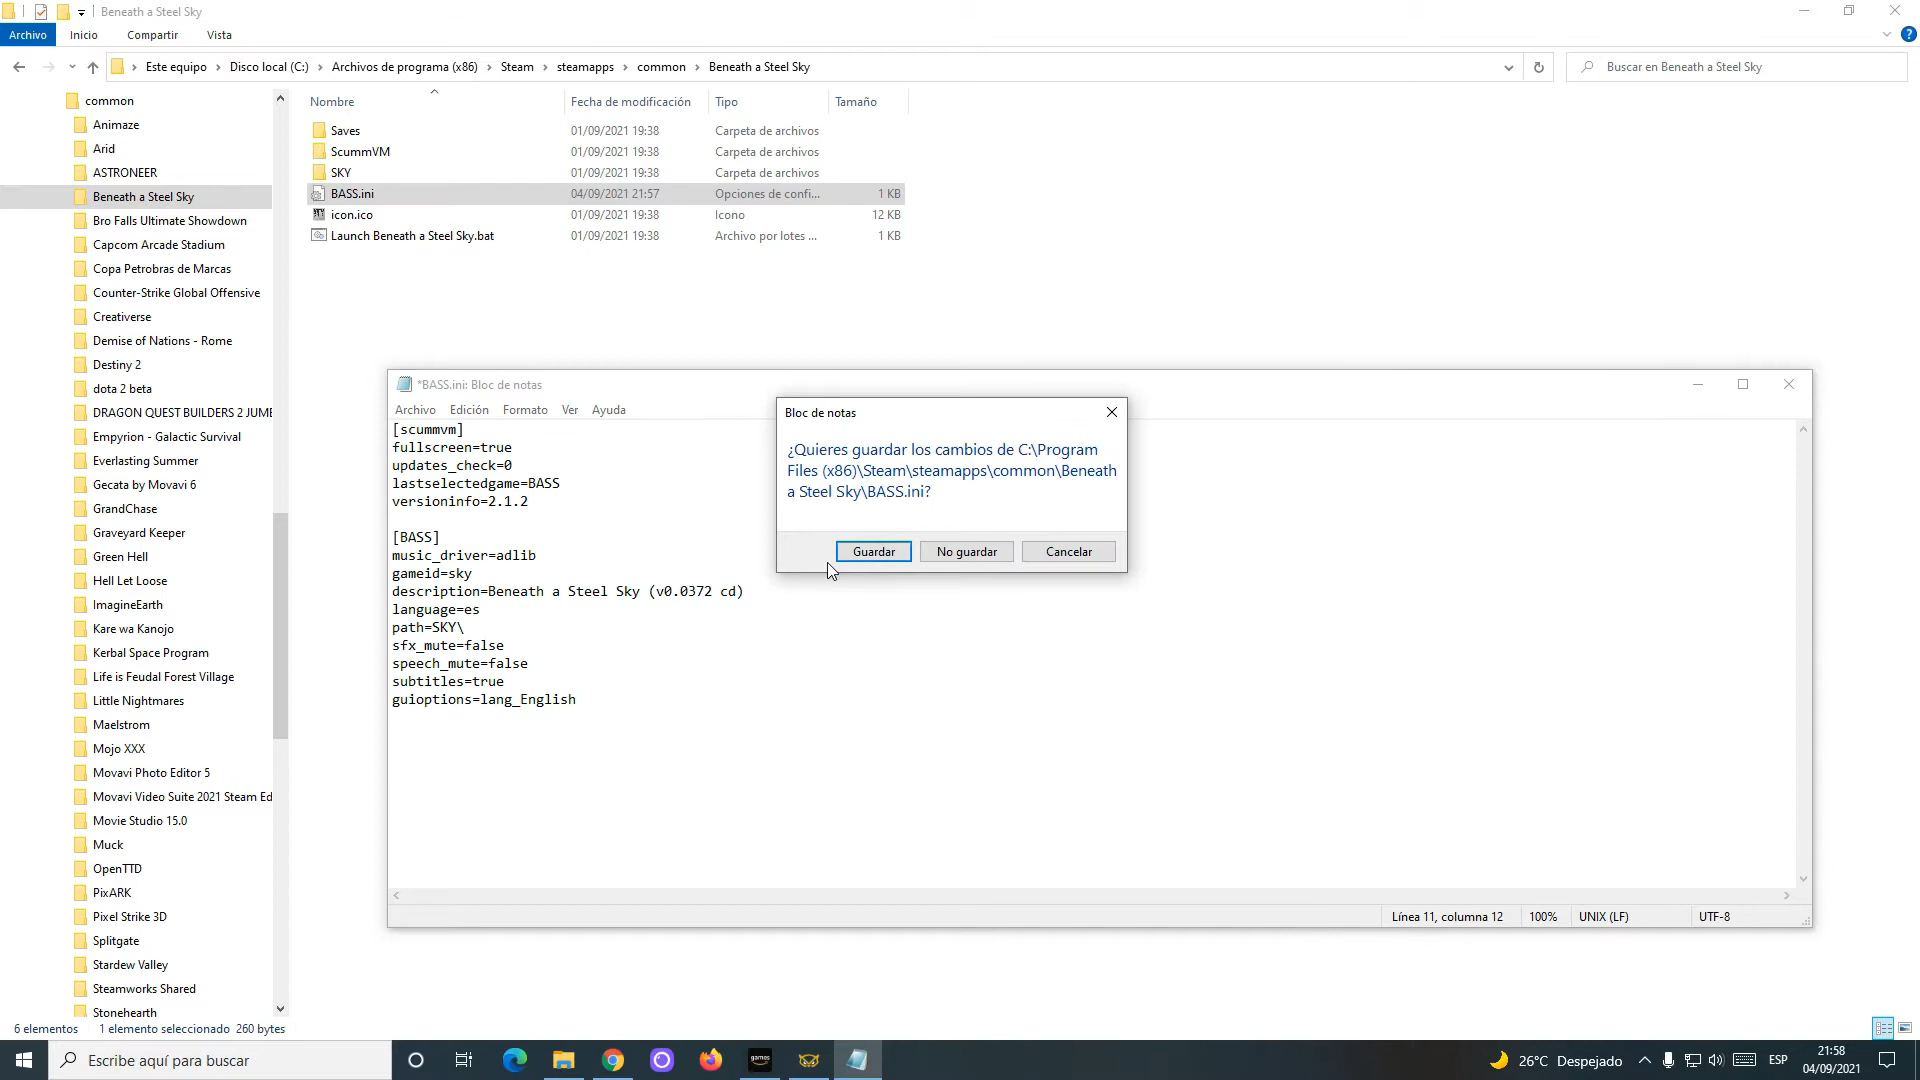 Beneath a Steel Sky
Archivo Inicio Compartir Vista
Este equipo Disco local (C:) Archivos de programa (x86) Steam steamapps common Beneath a Steel Sky
Buscar en Beneath a Steel Sky
common
Animaze
Arid
ASTRONEER
Beneath a Steel Sky
Bro Falls Ultimate Showdown
Capcom Arcade Stadium
Copa Petrobras de Marcas
Counter-Strike Global Offensive
Creativerse
Demise of Nations - Rome
Destiny 2
dota 2 beta
DRAGON QUEST BUILDERS 2 JUME
Empyrion - Galactic Survival
Everlasting Summer
Gecata by Movavi 6
GrandChase
Graveyard Keeper
Green Hell
Hell Let Loose
ImagineEarth
Kare wa Kanojo
Kerbal Space Program
Life is Feudal Forest Village
Little Nightmares
Maelstrom
Mojo XXX
Movavi Photo Editor 5
Movavi Video Suite 2021 Steam Ed
Movie Studio 15.0
Muck
OpenTTD
PixARK
Pixel Strike 3D
Splitgate
Stardew Valley
Steamworks Shared
Stonehearth
Nombre Fecha de modificación Tipo Tamaño
Saves 01/09/2021 19:38 Carpeta de archivos
ScummVM 01/09/2021 19:38 Carpeta de archivos
SKY 01/09/2021 19:38 Carpeta de archivos
BASS.ini 04/09/2021 21:57 Opciones de confi... 1 KB
icon.ico 01/09/2021 19:38 Icono 12 KB
Launch Beneath a Steel Sky.bat 01/09/2021 19:38 Archivo por lotes ... 1 KB
*BASS.ini: Bloc de notas
Archivo Edición Formato Ver Ayuda
[scummvm]
fullscreen=true
updates_check=0
lastselectedgame=BASS
versioninfo=2.1.2
[BASS]
music_driver=adlib
gameid=sky
description=Beneath a Steel Sky (v0.0372 cd)
language=es
path=SKY\
sfx_mute=false
speech_mute=false
subtitles=true
guioptions=lang_English
Bloc de notas
¿Quieres guardar los cambios de C:\Program
Files (x86)\Steam\steamapps\common\Beneath
a Steel Sky\BASS.ini?
Guardar No guardar Cancelar
Línea 11, columna 12 100% UNIX (LF) UTF-8
6 elementos 1 elemento seleccionado 260 bytes
Escribe aquí para buscar
games
26°C Despejado
ESP
21:58
04/09/2021